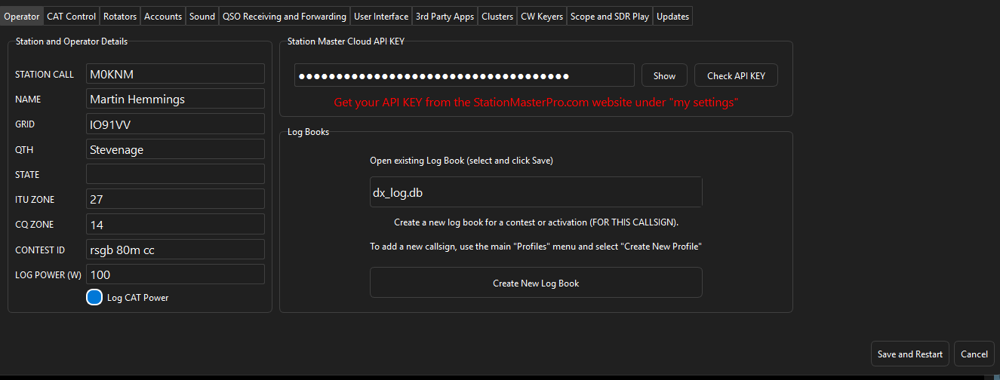 Operator CAT Control Rotators Accounts Sound QSO Receiving and Forwarding User Interface 3rd Party Apps Clusters CW Keyers Scope and SDR Play Updates
Station and Operator Details
STATION CALL M0KNM
NAME Martin Hemmings
GRID IO91VV
QTH Stevenage
STATE
ITU ZONE 27
CQ ZONE 14
CONTEST ID rsgb 80m cc
LOG POWER (W) 100
Log CAT Power
Station Master Cloud API KEY
Show Check API KEY
Get your API KEY from the StationMasterPro.com website under "my settings"
Log Books
Open existing Log Book (select and click Save)
dx_log.db
Create a new log book for a contest or activation (FOR THIS CALLSIGN).
To add a new callsign, use the main "Profiles" menu and select "Create New Profile"
Create New Log Book
Save and Restart Cancel